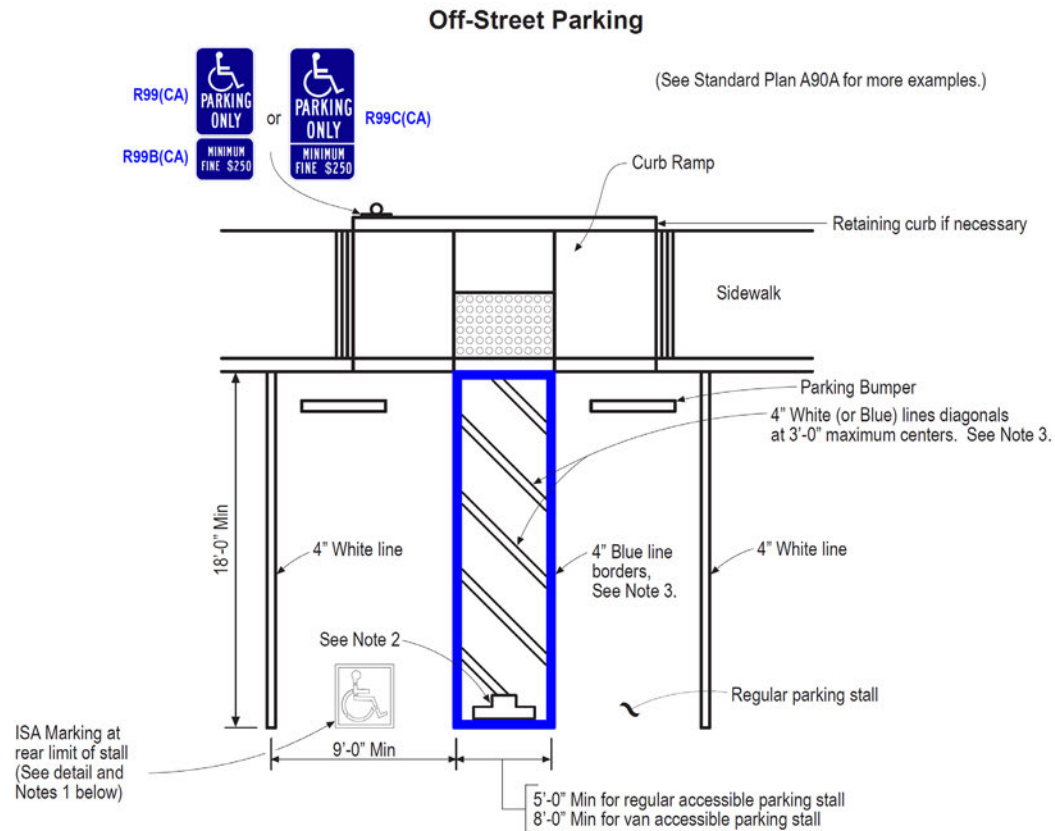 Off-Street Parking
(See Standard Plan A90A for more examples.)
R99(CA)
PARKING
ONLY
R99B(CA)
MINIMUM
FINE $250
or
PARKING
ONLY
MINIMUM
FINE $250
R99C(CA)
Curb Ramp
Retaining curb if necessary
Sidewalk
Parking Bumper
4” White (or Blue) lines diagonals
at 3’-0” maximum centers. See Note 3.
18’-0” Min
4” White line
4” Blue line
borders,
See Note 3.
4” White line
See Note 2
Regular parking stall
ISA Marking at
rear limit of stall
(See detail and
Notes 1 below)
9’-0” Min
5’-0” Min for regular accessible parking stall
8’-0” Min for van accessible parking stall